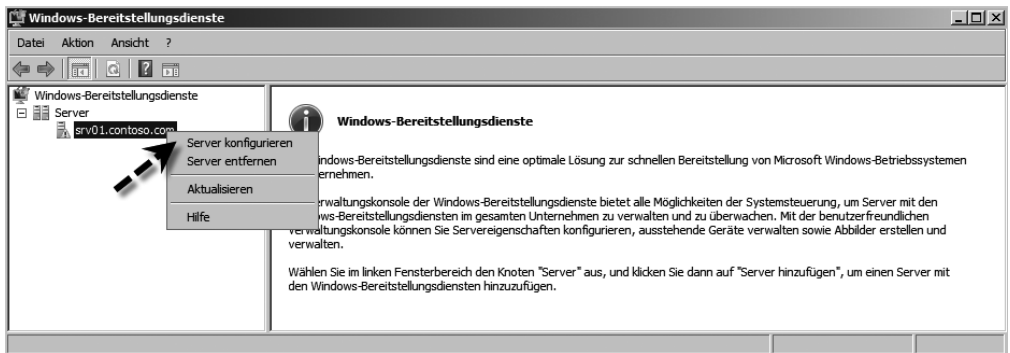 Windows-Bereitstellungsdienste
Datei Aktion Ansicht ?
Windows-Bereitstellungsdienste
Server
srv01.contoso.com
Server konfigurieren
Server entfernen
Aktualisieren
Hilfe
Windows-Bereitstellungsdienste
indows-Bereitstellungsdienste sind eine optimale Lösung zur schnellen Bereitstellung von Microsoft Windows-Betriebssystemen
ernehmen.
rwaltungskonsole der Windows-Bereitstellungsdienste bietet alle Möglichkeiten der Systemsteuerung, um Server mit den
ows-Bereitstellungsdiensten im gesamten Unternehmen zu verwalten und zu überwachen. Mit der benutzerfreundlichen
Verwaltungskonsole können Sie Servereigenschaften konfigurieren, ausstehende Geräte verwalten sowie Abbilder erstellen und
verwalten.
Wählen Sie im linken Fensterbereich den Knoten "Server" aus, und klicken Sie dann auf "Server hinzufügen", um einen Server mit
den Windows-Bereitstellungsdiensten hinzuzufügen.